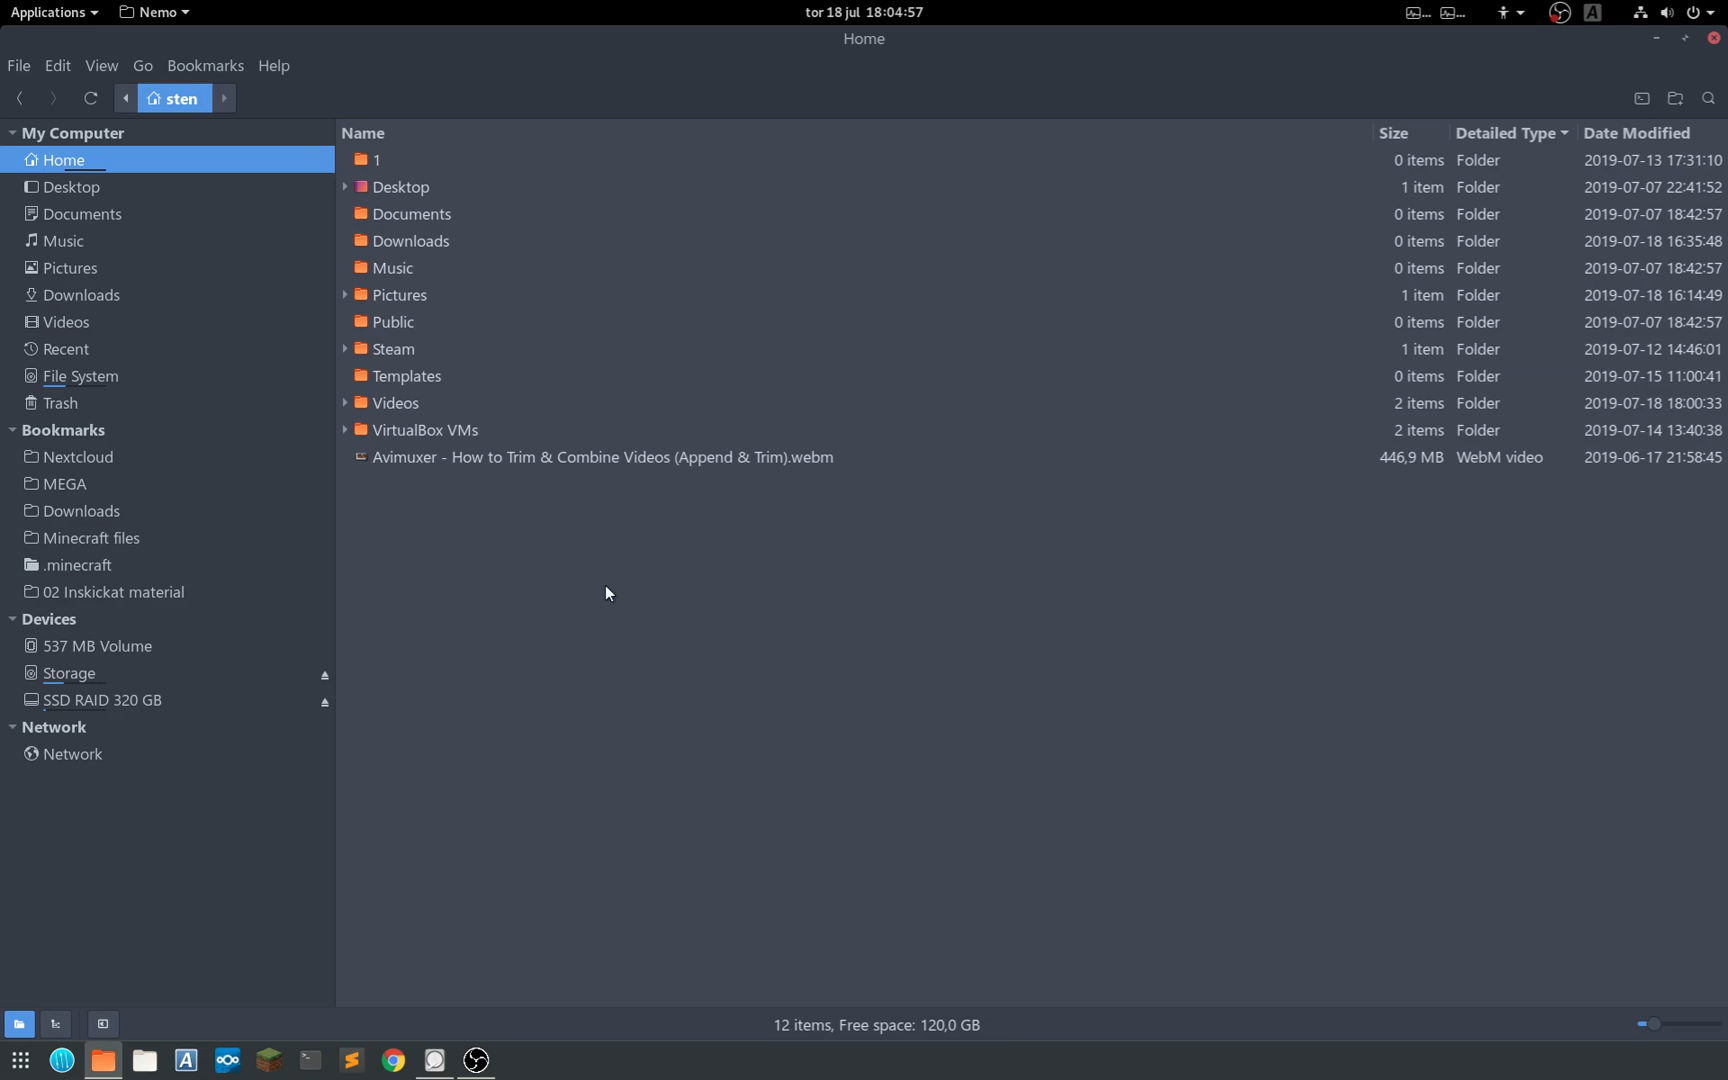 Applications Nemo tor 18 jul 18:04:57 ... ... A
Home
File Edit View Go Bookmarks Help
sten
My Computer
Home
Desktop
Documents
Music
Pictures
Downloads
Videos
Recent
File System
Trash
Bookmarks
Nextcloud
MEGA
Downloads
Minecraft files
.minecraft
02 Inskickat material
Devices
537 MB Volume
Storage
SSD RAID 320 GB
Network
Network
Name Size Detailed Type Date Modified
1 0 items Folder 2019-07-13 17:31:10
Desktop 1 item Folder 2019-07-07 22:41:52
Documents 0 items Folder 2019-07-07 18:42:57
Downloads 0 items Folder 2019-07-18 16:35:48
Music 0 items Folder 2019-07-07 18:42:57
Pictures 1 item Folder 2019-07-18 16:14:49
Public 0 items Folder 2019-07-07 18:42:57
Steam 1 item Folder 2019-07-12 14:46:01
Templates 0 items Folder 2019-07-15 11:00:41
Videos 2 items Folder 2019-07-18 18:00:33
VirtualBox VMs 2 items Folder 2019-07-14 13:40:38
Avimuxer - How to Trim & Combine Videos (Append & Trim).webm 446,9 MB WebM video 2019-06-17 21:58:45
12 items, Free space: 120,0 GB
A